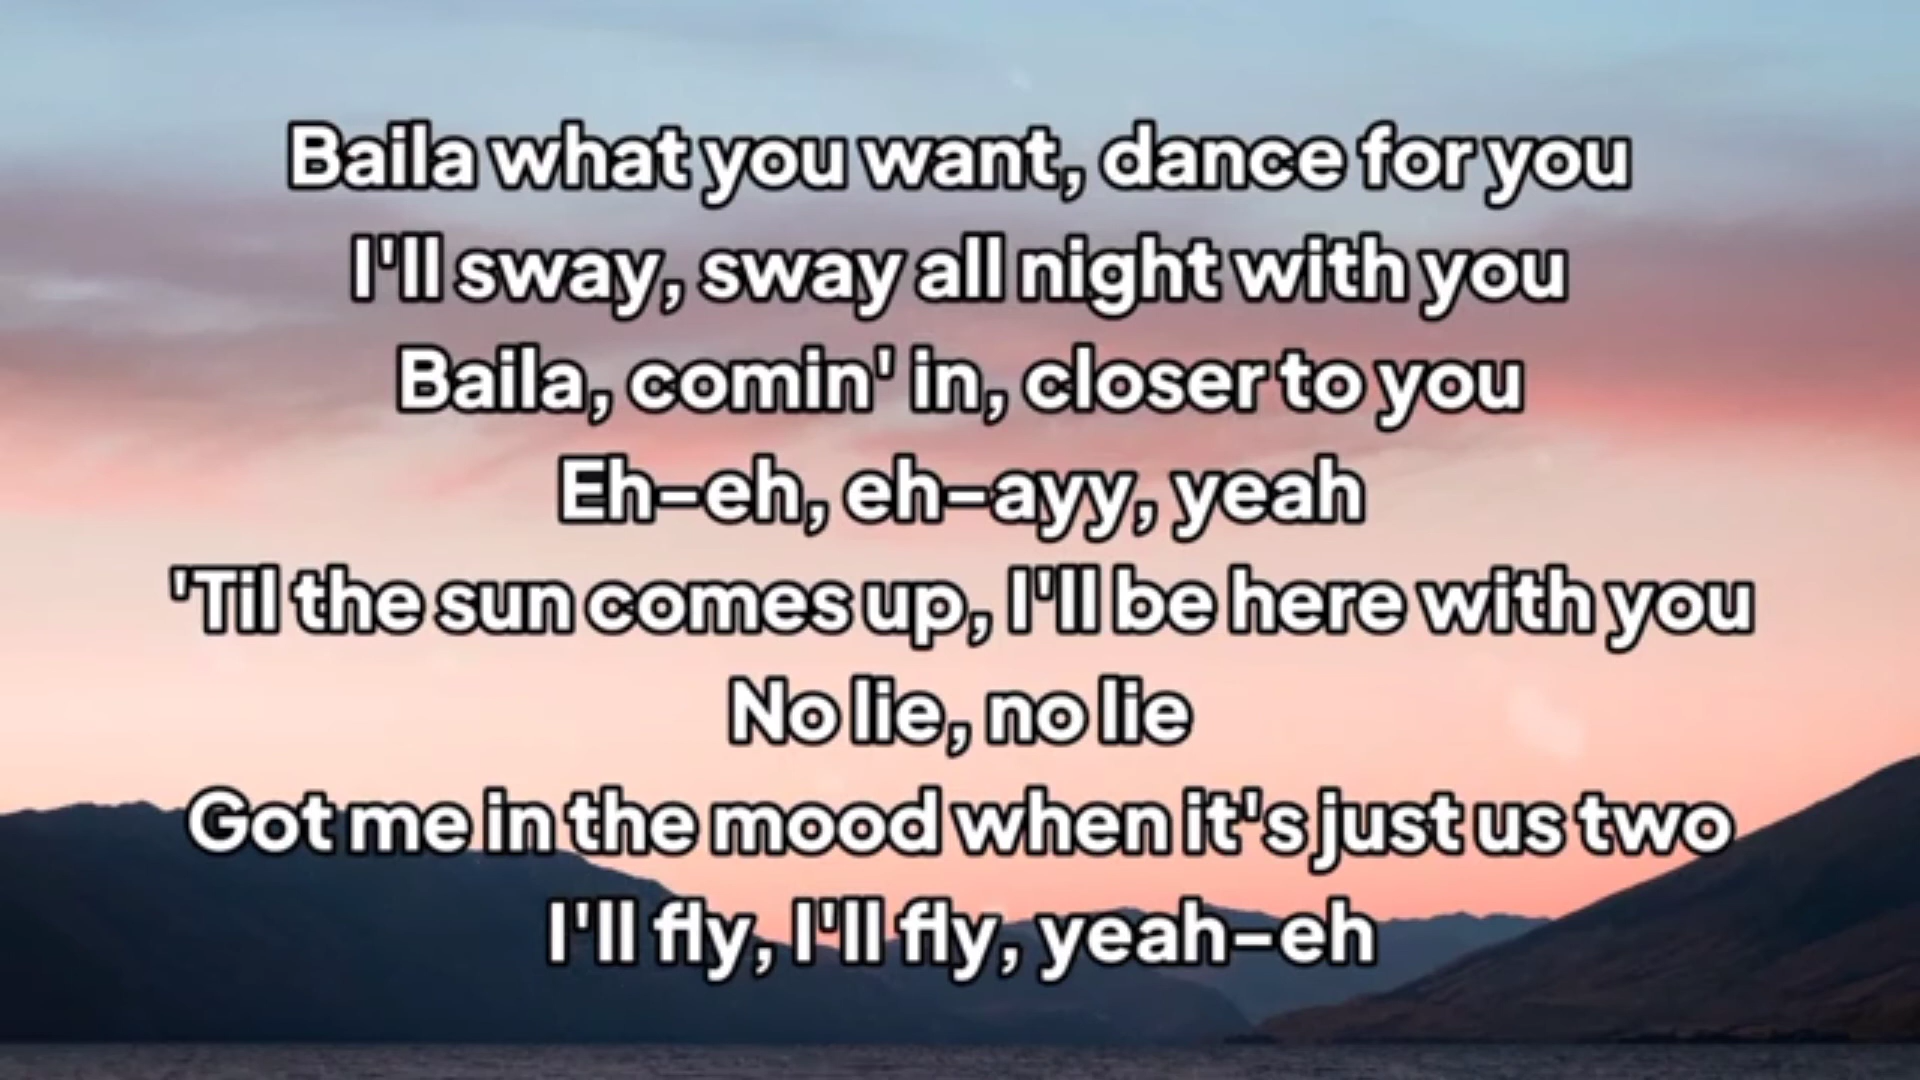 Baila what you want, dance for you
I'll sway, sway all night with you
Baila, comin' in, closer to you
Eh-eh, eh-ayy, yeah
'Til the sun comes up, I'll be here with you
No lie, no lie
Got me in the mood when it's just us two
I'll fly, I'll fly, yeah-eh